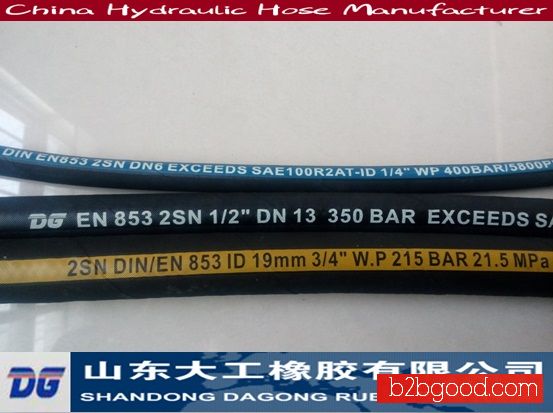 China Hydraulic Hose Manufacturer
DIN EN853 2SN DN6 EXCEEDS SAE100R2AT-ID 1/4" WP 400BAR/5800P
DG EN 853 2SN 1/2" DN 13 350 BAR EXCEEDS SA
2SN DIN/EN 853 ID 19mm 3/4" W.P 215 BAR 21.5 MPa
DG 山东大工橡胶有限公司
SHANDONG DAGONG RUB
b2bgood.com